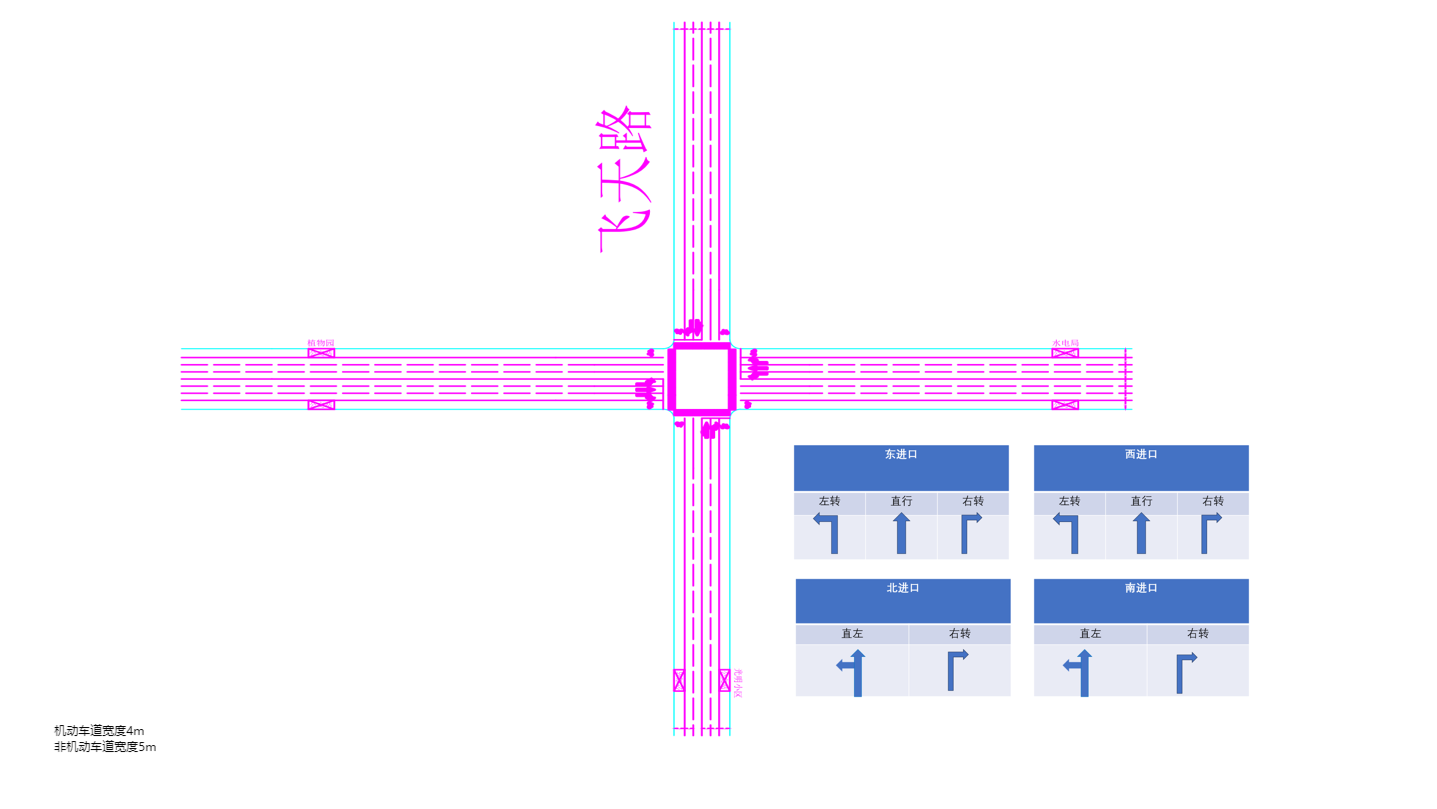 飞天路
植物园
水电局
东进口
西进口
左转
直行
右转
左转
直行
右转
北进口
南进口
直左
右转
直左
右转
机动车道宽度4m
非机动车道宽度5m